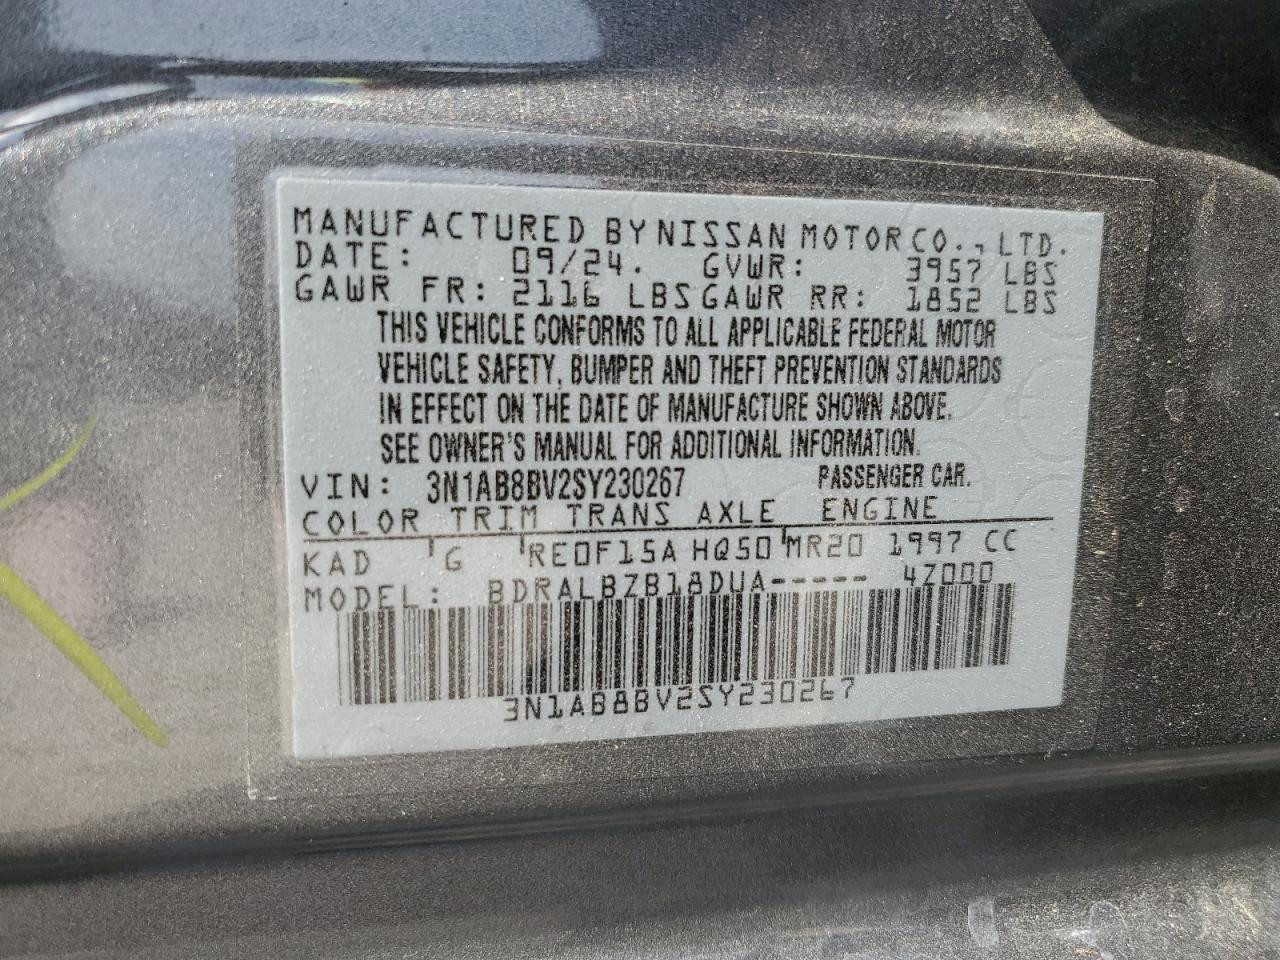 MANUFACTURED BY NISSAN MOTOR CO., LTD.
DATE: 09/24. GVWR: 3957 LBS
GAWR FR: 2116 LBS GAWR RR: 1852 LBS
THIS VEHICLE CONFORMS TO ALL APPLICABLE FEDERAL MOTOR
VEHICLE SAFETY, BUMPER AND THEFT PREVENTION STANDARDS
IN EFFECT ON THE DATE OF MANUFACTURE SHOWN ABOVE.
SEE OWNER'S MANUAL FOR ADDITIONAL INFORMATION.
VIN: 3N1AB8BV2SY230267 PASSENGER CAR.
COLOR TRIM TRANS AXLE ENGINE
KAD G RE0F15A HQ50 MR20 1997 CC
MODEL: BDRALBZB18DUA----- 4Z000
3N1AB8BV2SY230267